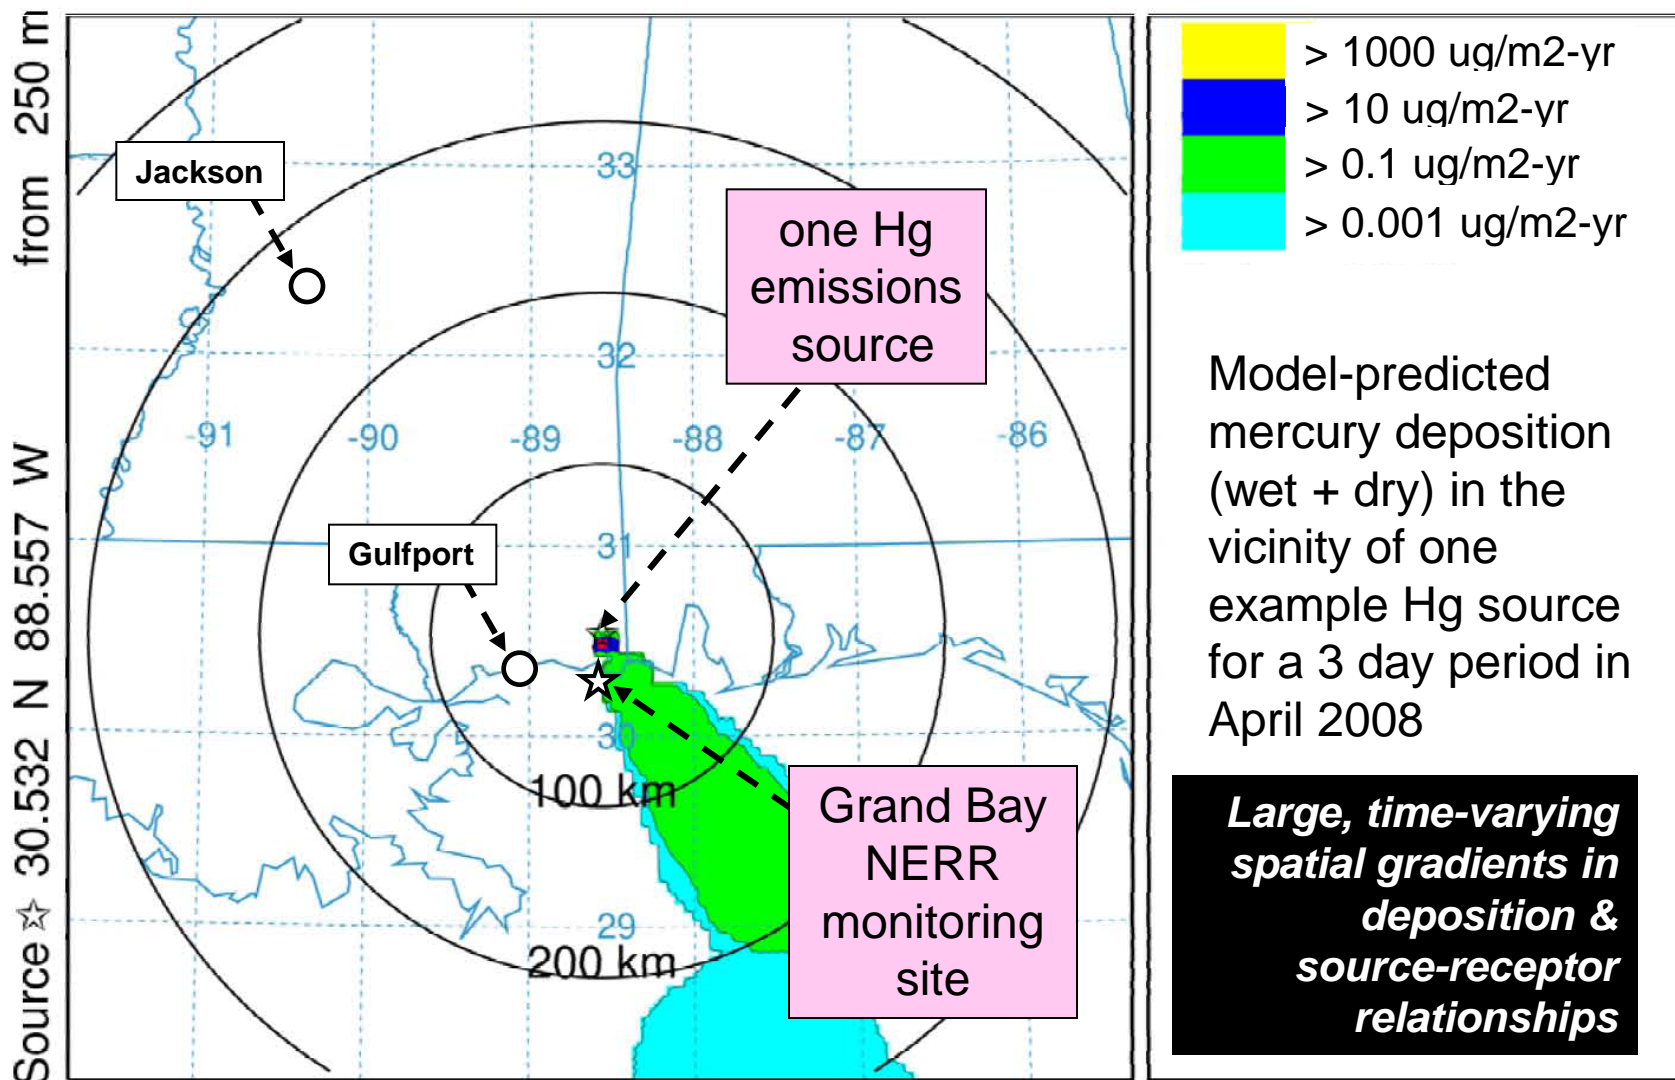 Source ☆ 30.532 N 88.557 W from 250 m
Jackson
33
one Hg
emissions
source
32
-91
-90
-89
-88
-87
-86
Gulfport
31
30
100 km
Grand Bay
NERR
monitoring
site
29
200 km
> 1000 ug/m2-yr
> 10 ug/m2-yr
> 0.1 ug/m2-yr
> 0.001 ug/m2-yr
Model-predicted
mercury deposition
(wet + dry) in the
vicinity of one
example Hg source
for a 3 day period in
April 2008
Large, time-varying
spatial gradients in
deposition &
source-receptor
relationships